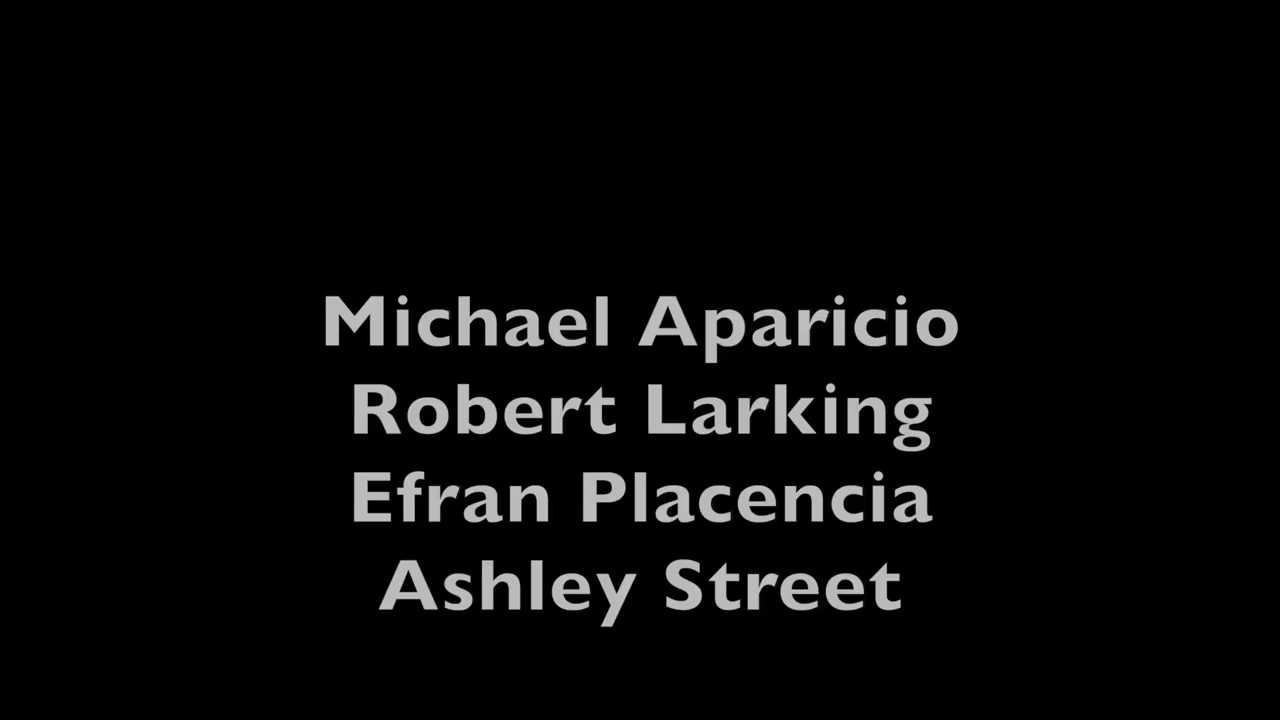 Michael Aparicio
Robert Larking
Efran Placencia
Ashley Street